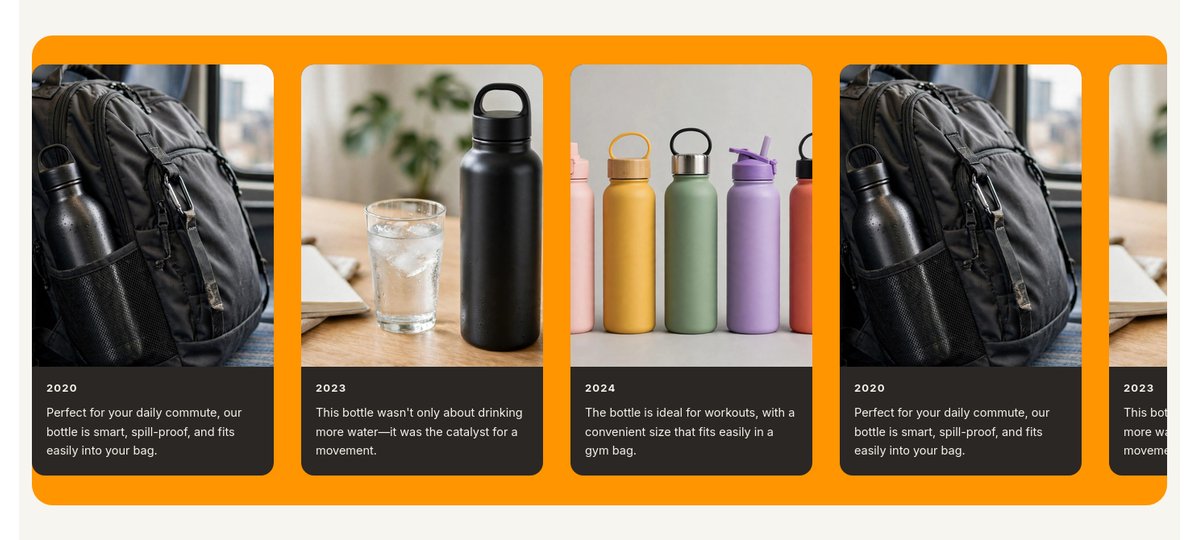 2020
Perfect for your daily commute, our
bottle is smart, spill-proof, and fits
easily into your bag.
2023
This bottle wasn't only about drinking
more water—it was the catalyst for a
movement.
2024
The bottle is ideal for workouts, with a
convenient size that fits easily in a
gym bag.
2020
Perfect for your daily commute, our
bottle is smart, spill-proof, and fits
easily into your bag.
2023
This
more